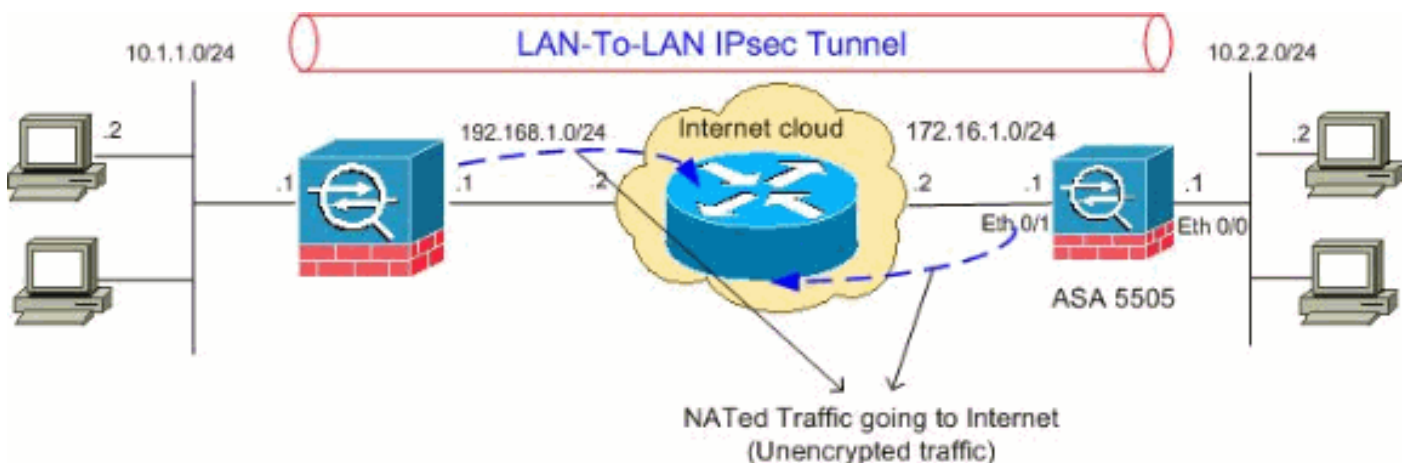 LAN-To-LAN IPsec Tunnel
10.1.1.0/24
10.2.2.0/24
.2
192.168.1.0/24
Internet cloud
172.16.1.0/24
.2
.1
.1
.2
.2
.1
.1
Eth 0/1
Eth 0/0
ASA 5505
NATed Traffic going to Internet
(Unencrypted traffic)